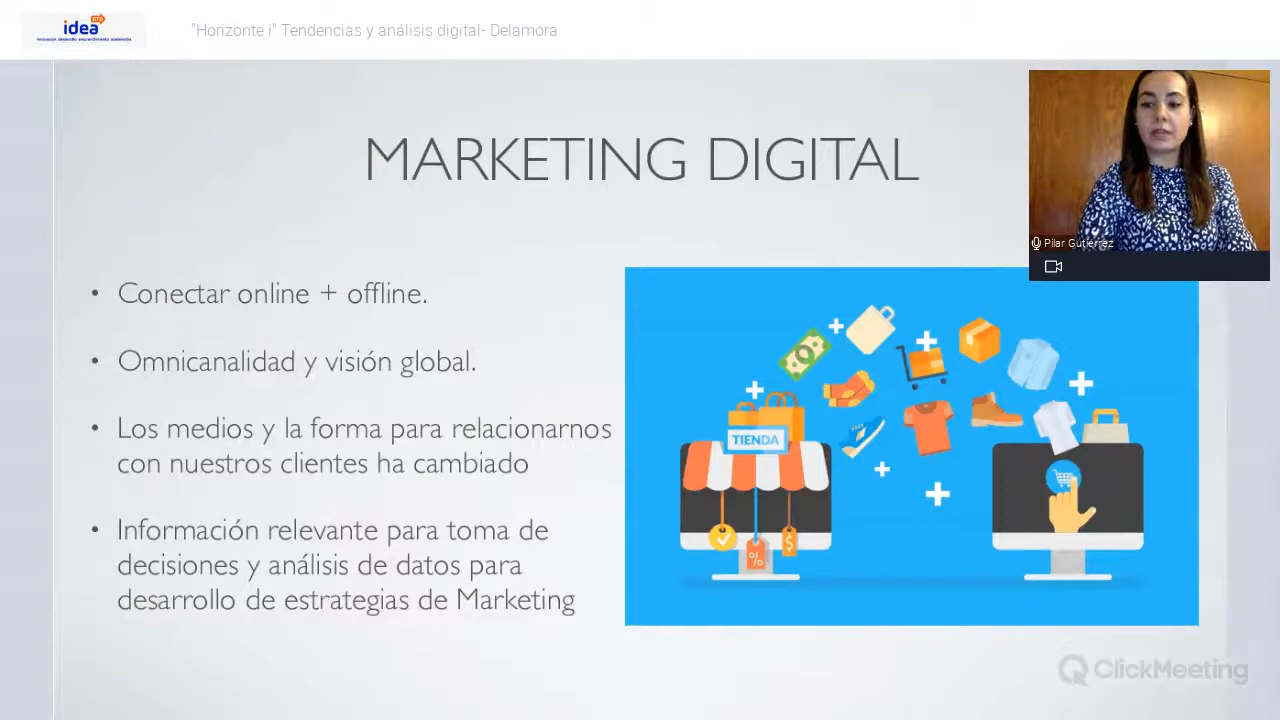 idea
GTO
"Horizonte i" Tendencias y análisis digital- Delamora
MARKETING DIGITAL
Pilar Gutierrez
• Conectar online + offline.
• Omnicanalidad y visión global.
• Los medios y la forma para relacionarnos
con nuestros clientes ha cambiado
• Información relevante para toma de
decisiones y análisis de datos para
desarrollo de estrategias de Marketing
TIENDA
%
$
ClickMeeting